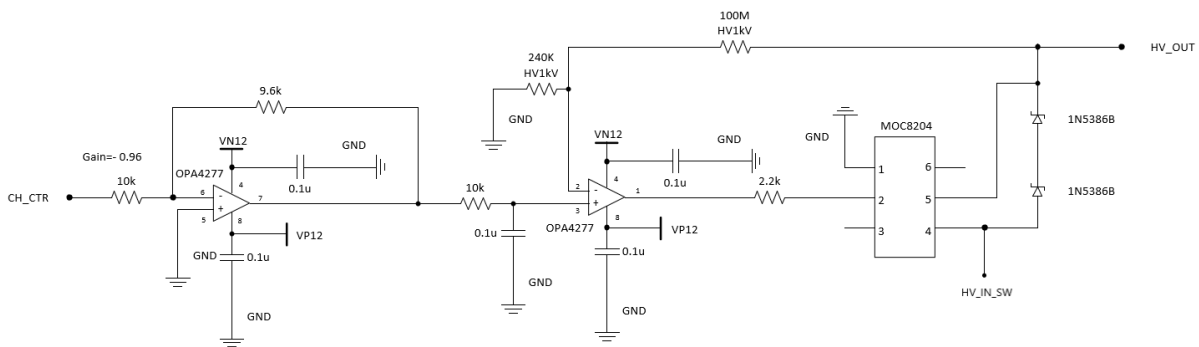 100M
HV1kV
HV_OUT
240K
HV1kV
9.6k
GND
MOC8204
1N5386B
VN12
GND
VN12
GND
GND
Gain=- 0.96
OPA4277
4
0.1u
4
0.1u
1
6
10k
10k
2.2k
1N5386B
CH_CTR
6
-
7
2
-
1
2
5
5
+
3
+
8
OPA4277
8
0.1u
VP12
VP12
3
4
GND
0.1u
0.1u
GND
HV_IN_SW
GND
GND